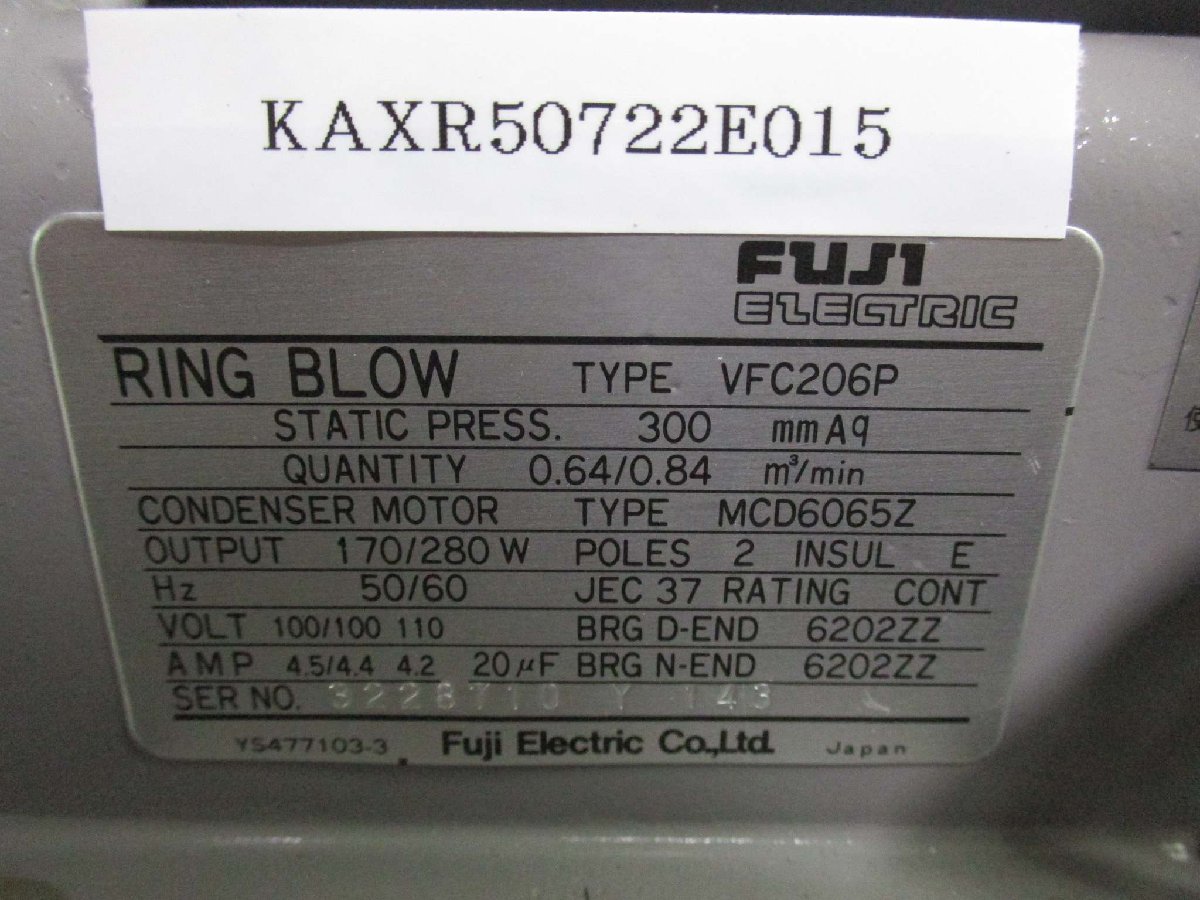 KAXR50722E015
FUJI
ELECTRIC
RING BLOW TYPE VFC206P
STATIC PRESS. 300 mmAq
QUANTITY 0.64/0.84 m³/min
CONDENSER MOTOR TYPE MCD6065Z
OUTPUT 170/280 W POLES 2 INSUL E
Hz 50/60 JEC 37 RATING CONT
VOLT 100/100 110 BRG D-END 6202ZZ
AMP 4.5/4.4 4.2 20μF BRG N-END 6202ZZ
SER NO. 3228710 Y 143
YS477103-3 Fuji Electric Co.,Ltd. Japan